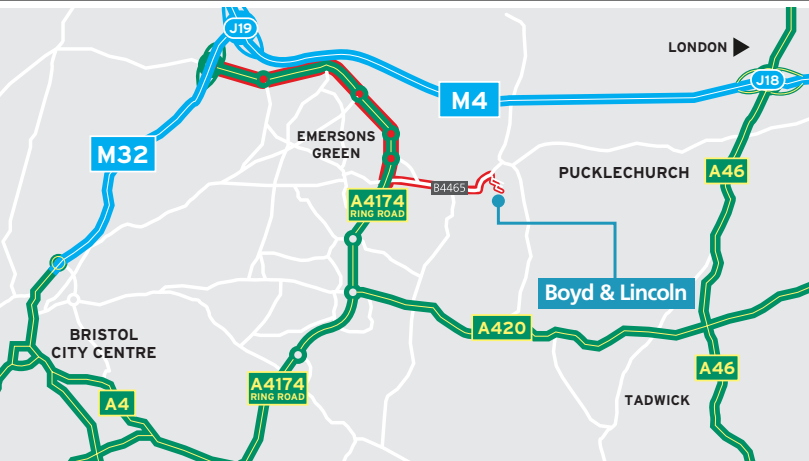 J19
LONDON
J18
M4
EMERSONS
GREEN
M32
PUCKLECHURCH
A46
B4465
A4174
RING ROAD
Boyd & Lincoln
A420
BRISTOL
CITY CENTRE
A46
A4174
RING ROAD
A4
TADWICK